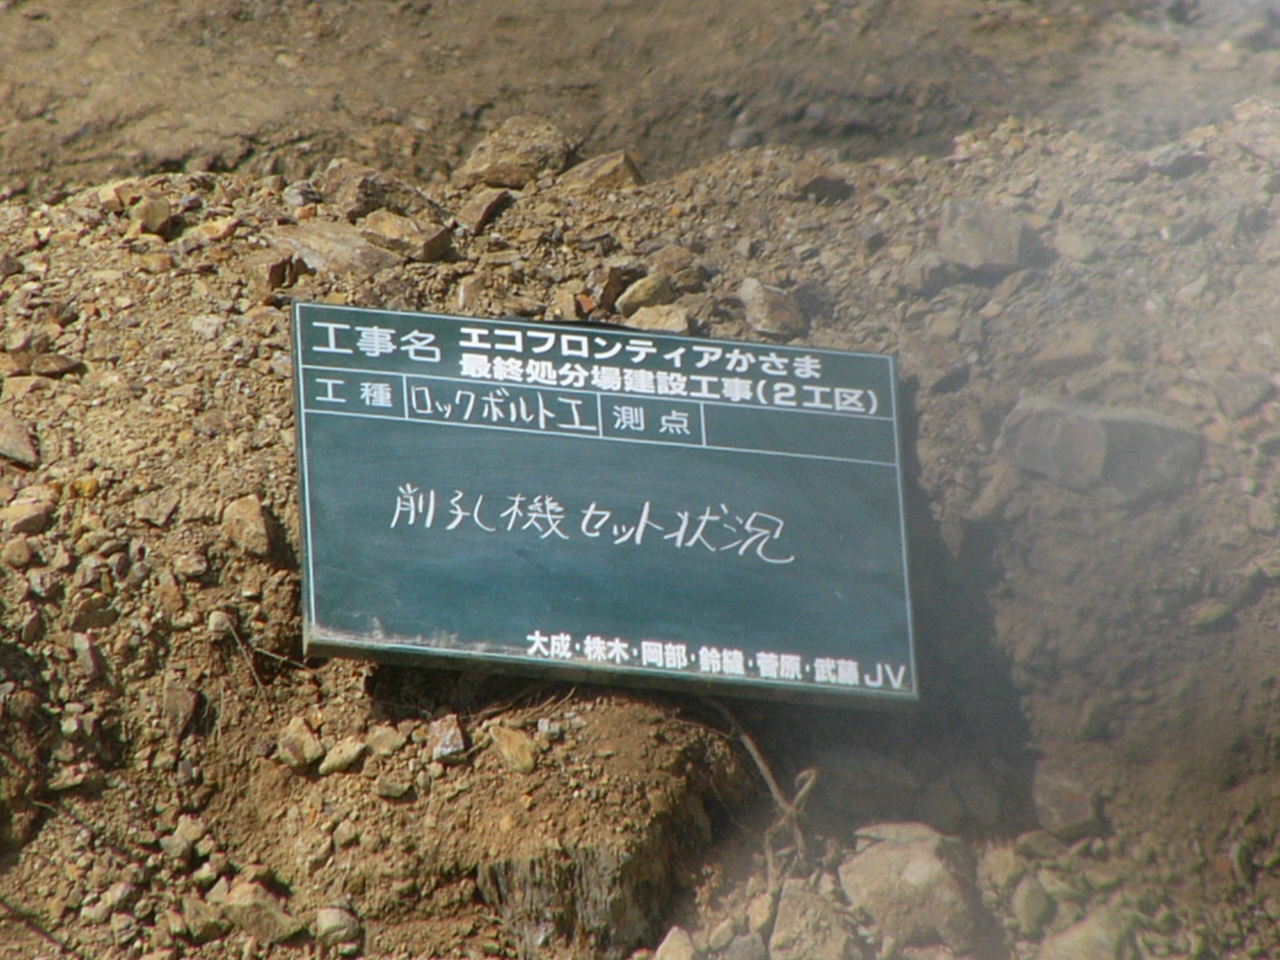 工事名 エコフロンティアかさま
最終処分場建設工事(2工区)
工種 ロックボルト工 測点
削孔機セット状況
大成・株木・岡部・鈴縫・菅原・武藤JV